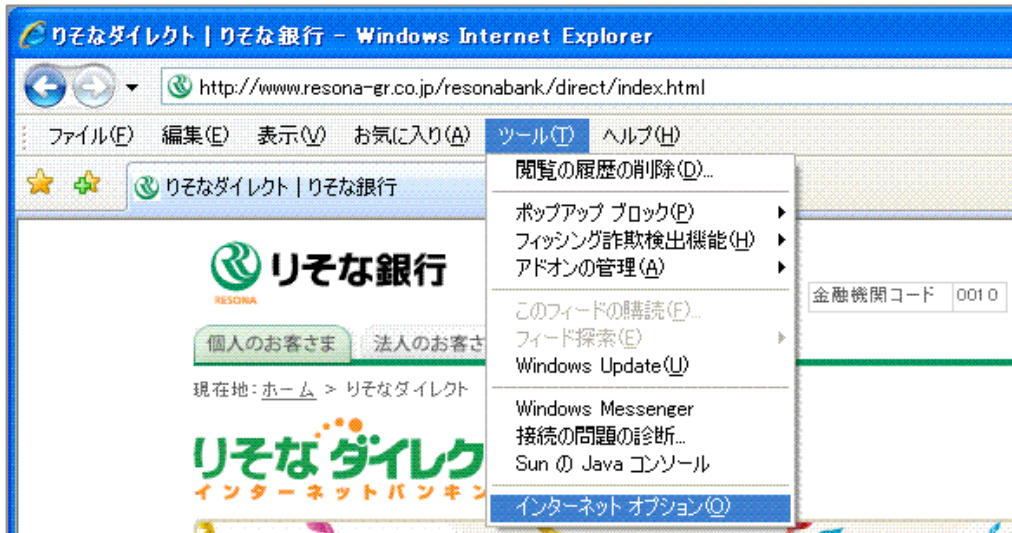 りそなダイレクト | りそな銀行 - Windows Internet Explorer
http://www.resona-gr.co.jp/resonabank/direct/index.html
ファイル(F) 編集(E) 表示(V) お気に入り(A) ツール(T) ヘルプ(H)
りそなダイレクト | りそな銀行
閲覧の履歴の削除(D)...
ポップアップ ブロック(P)
フィッシング詐欺検出機能(H)
アドオンの管理(A)
このフィードの購読(F)...
フィード探索(E)
Windows Update(U)
Windows Messenger
接続の問題の診断...
Sun の Java コンソール
インターネット オプション(O)
りそな銀行
RESONA
金融機関コード 0010
個人のお客さま 法人のお客さ
現在地:ホーム > りそなダイレクト
りそなダイレク
インターネットバンキン